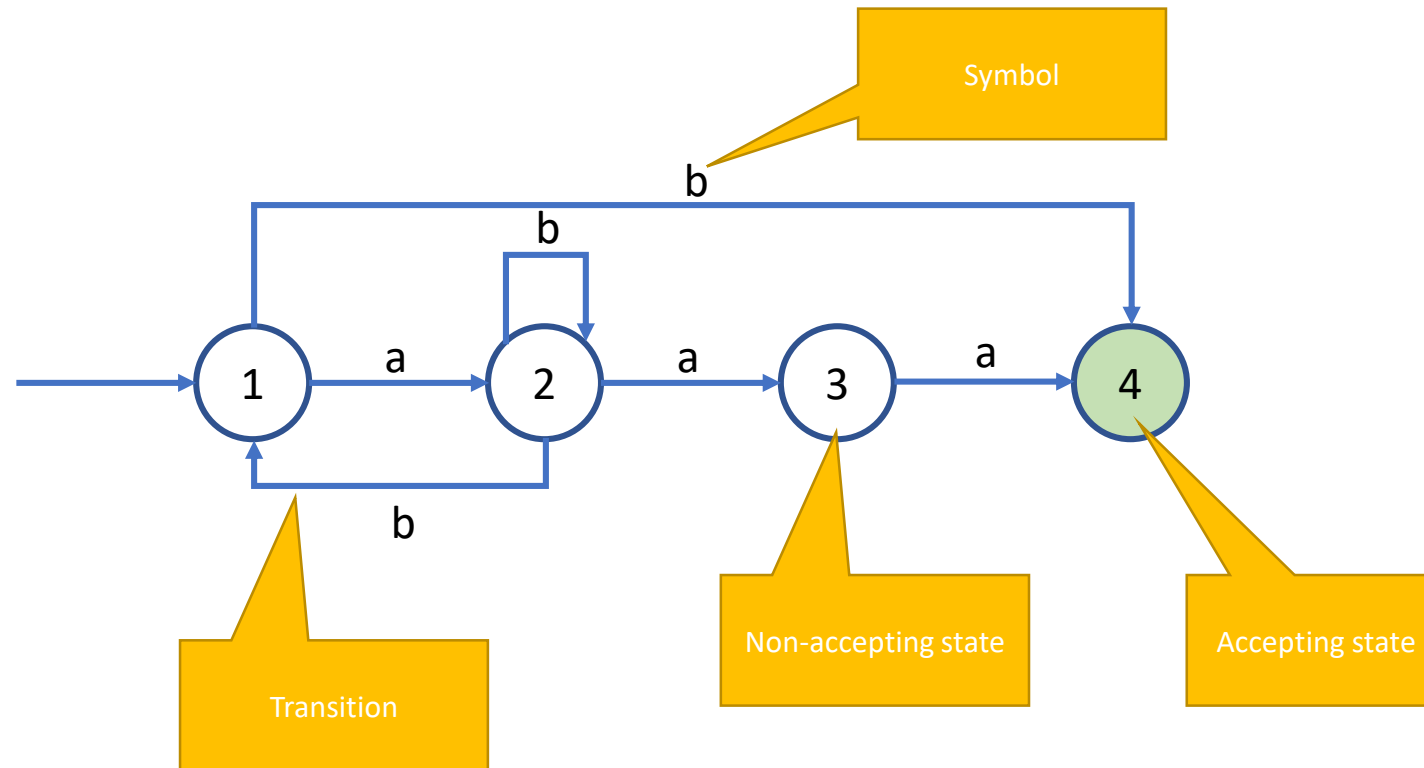 Symbol
b
b
1
a
2
a
3
a
4
b
Non-accepting state
Accepting state
Transition